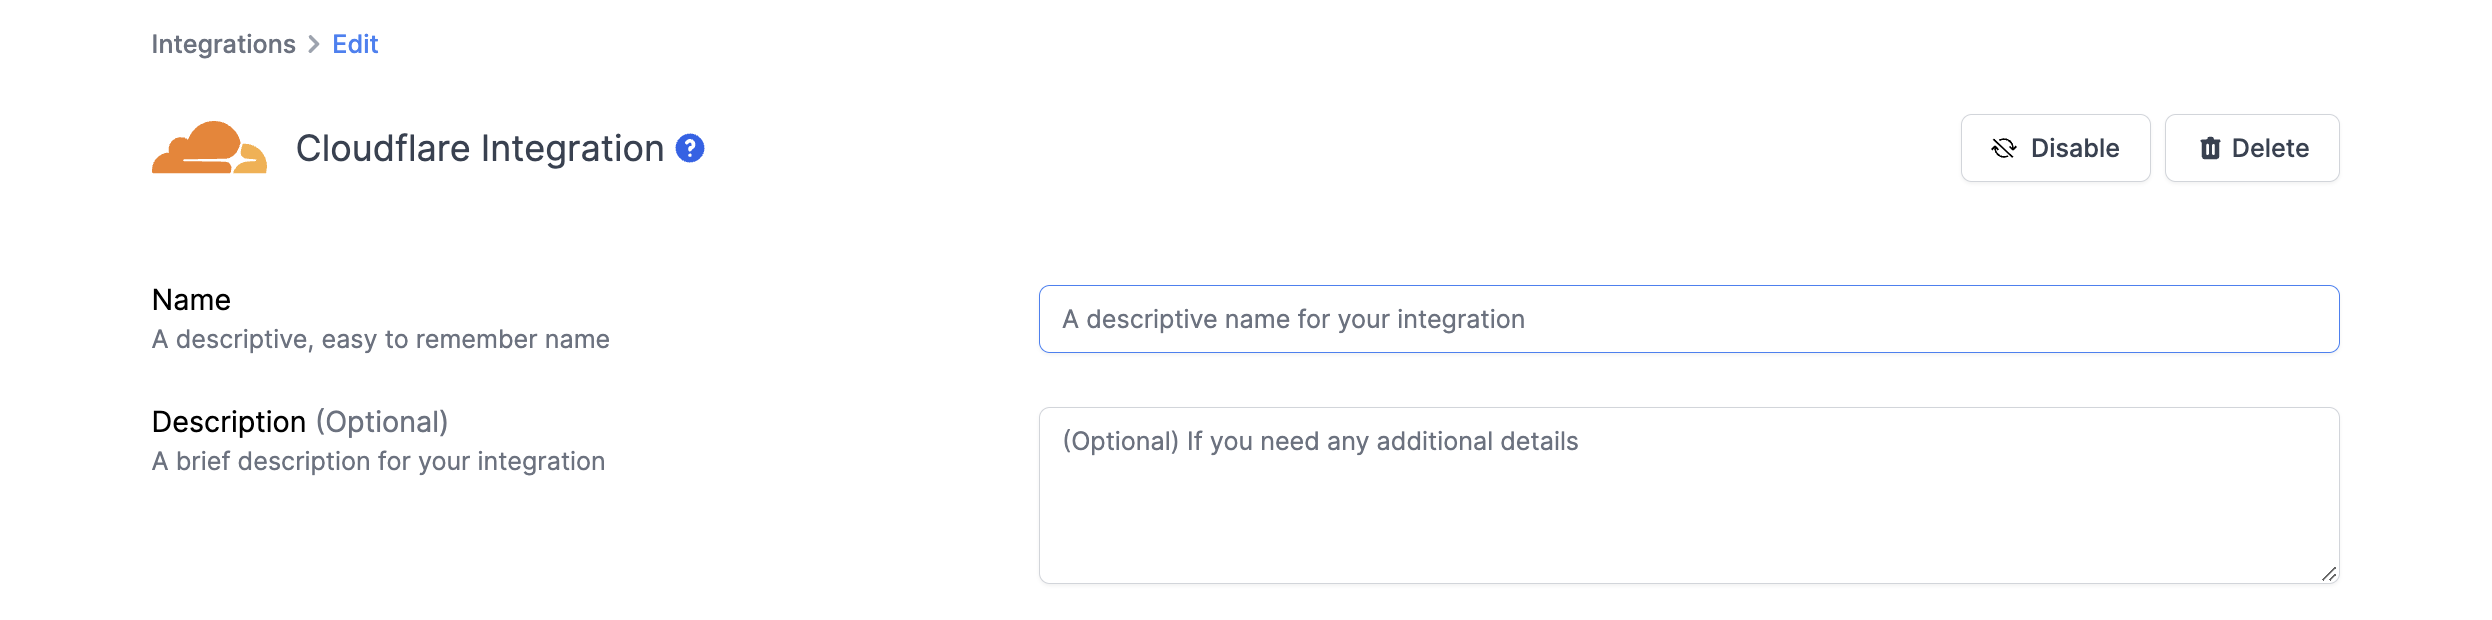 Integrations > Edit
Cloudflare Integration ?
Disable
Delete
Name
A descriptive, easy to remember name
A descriptive name for your integration
Description (Optional)
A brief description for your integration
(Optional) If you need any additional details